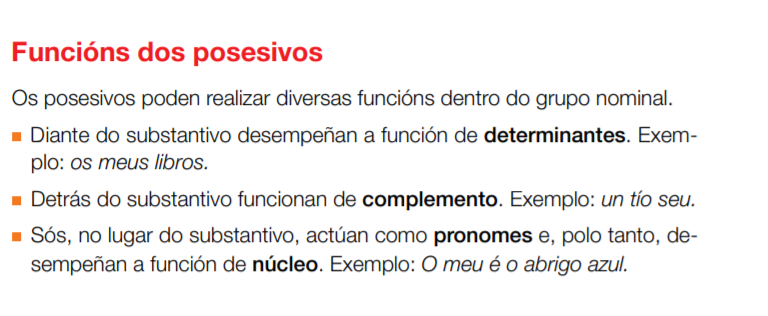 Funcións dos posesivos
Os posesivos poden realizar diversas funcións dentro do grupo nominal.
Diante do substantivo desempeñan a función de determinantes. Exem-
plo: os meus libros.
Detrás do substantivo funcionan de complemento. Exemplo: un tío seu.
Sós, no lugar do substantivo, actúan como pronomes e, polo tanto, de-
sempeñan a función de núcleo. Exemplo: O meu é o abrigo azul.